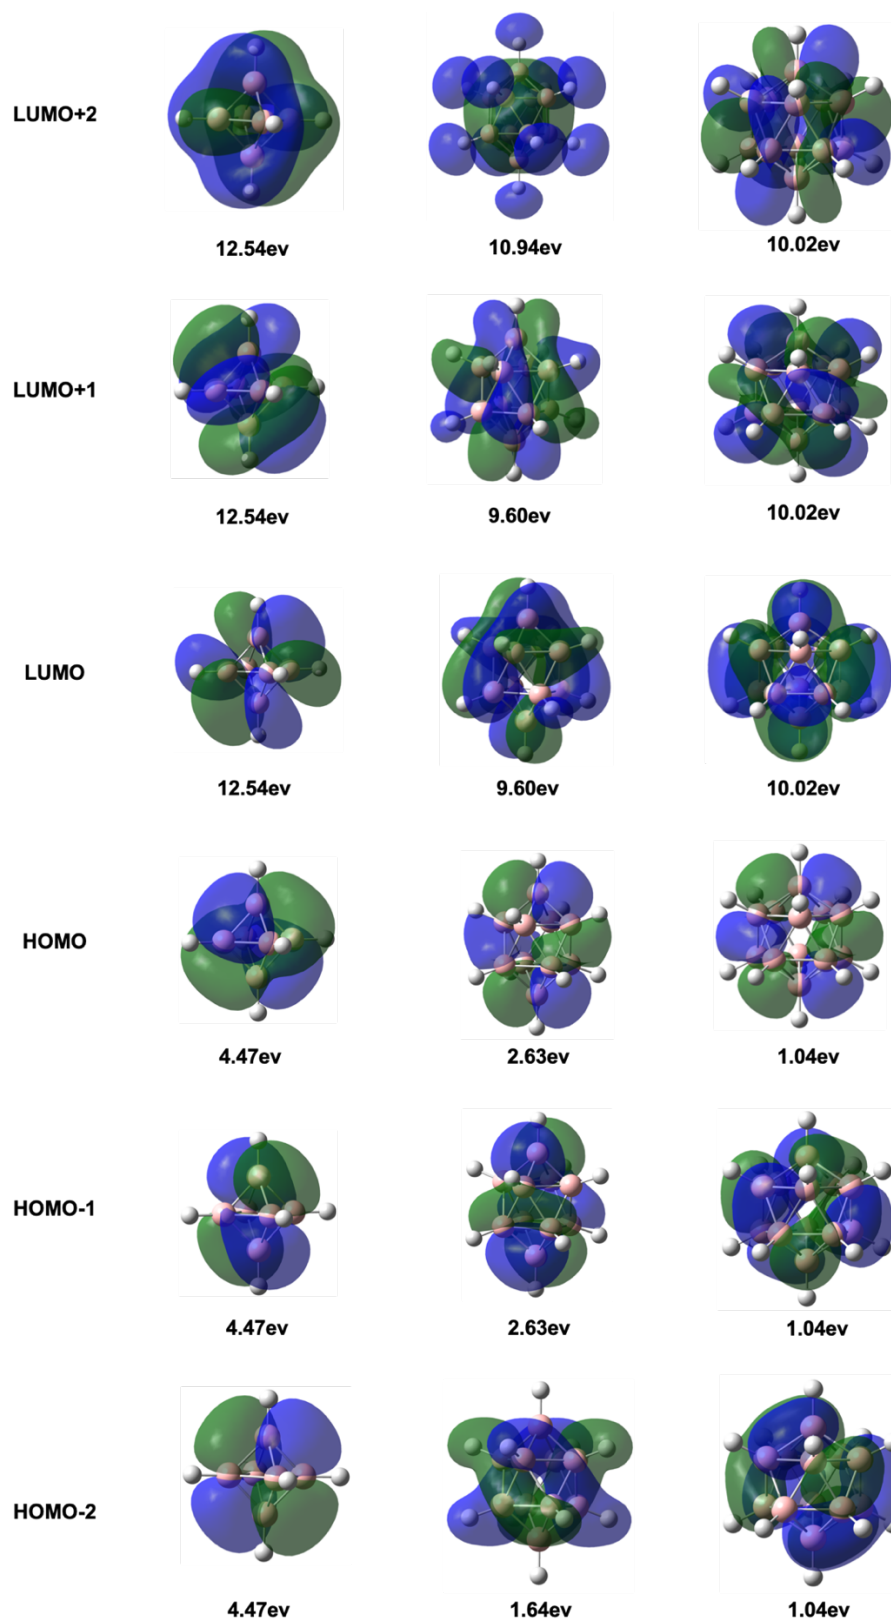 LUMO+2
12.54ev 10.94ev 10.02ev
LUMO+1
12.54ev 9.60ev 10.02ev
LUMO
12.54ev 9.60ev 10.02ev
HOMO
4.47ev 2.63ev 1.04ev
HOMO-1
4.47ev 2.63ev 1.04ev
HOMO-2
4.47ev 1.64ev 1.04ev